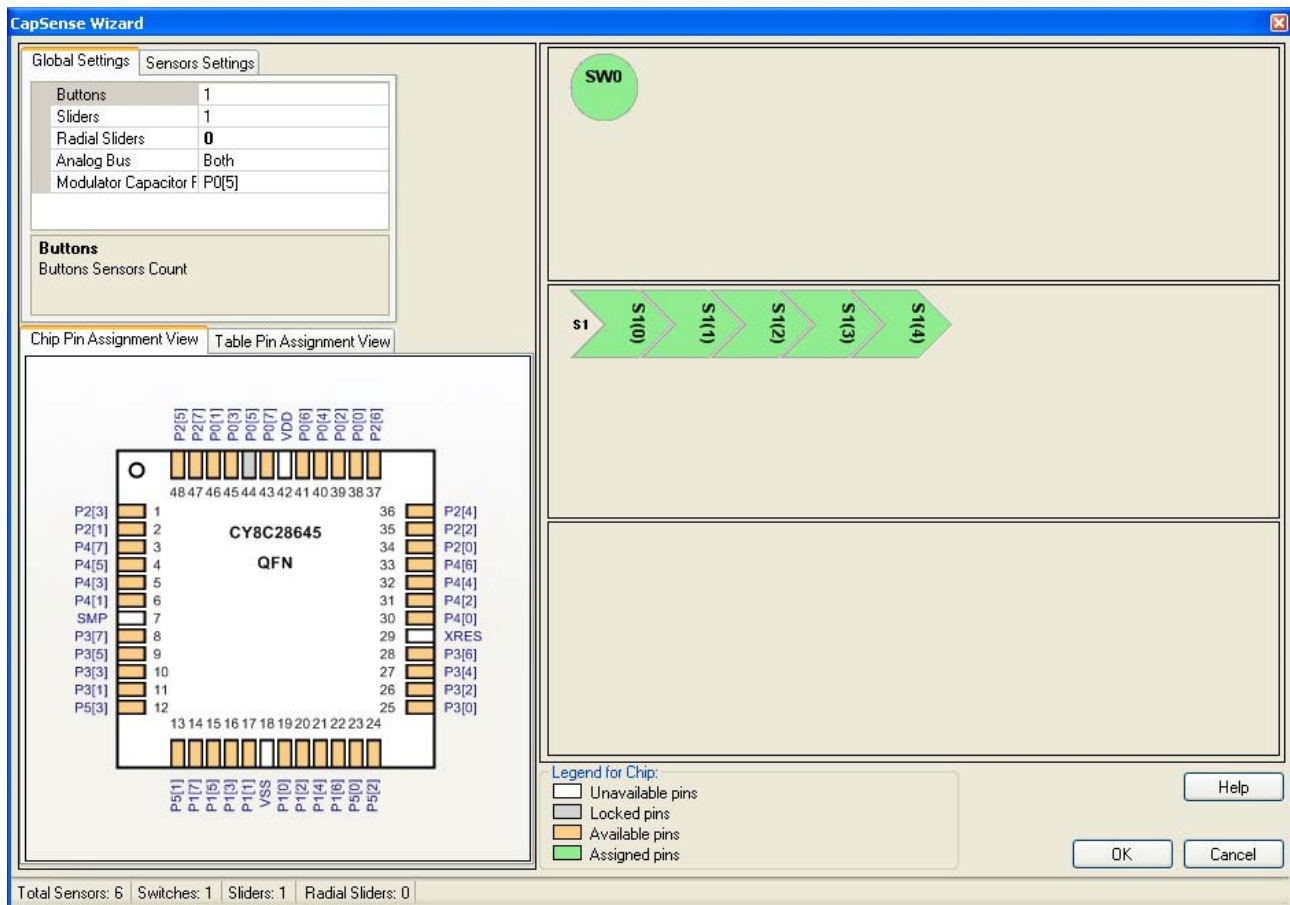 CapSense Wizard
Global Settings Sensors Settings
Buttons 1
Sliders 1
Radial Sliders 0
Analog Bus Both
Modulator Capacitor F P0[5]
Buttons
Buttons Sensors Count
Chip Pin Assignment View Table Pin Assignment View
P2[5] P2[7] P0[1] P0[3] P0[5] P0[7] VDD P0[6] P0[4] P0[2] P0[0] P2[6]
48 47 46 45 44 43 42 41 40 39 38 37
P2[3] 1 36 P2[4]
P2[1] 2 CY8C28645 35 P2[2]
P4[7] 3 34 P2[0]
P4[5] 4 QFN 33 P4[6]
P4[3] 5 32 P4[4]
P4[1] 6 31 P4[2]
SMP 7 30 P4[0]
P3[7] 8 29 XRES
P3[5] 9 28 P3[6]
P3[3] 10 27 P3[4]
P3[1] 11 26 P3[2]
P5[3] 12 25 P3[0]
13 14 15 16 17 18 19 20 21 22 23 24
P5[1] P1[7] P1[5] P1[3] P1[1] VSS P1[0] P1[2] P1[4] P1[6] P5[0] P5[2]
SW0
S1 S1(0) S1(1) S1(2) S1(3) S1(4)
Legend for Chip:
Unavailable pins
Locked pins
Available pins
Assigned pins
Help
OK Cancel
Total Sensors: 6 Switches: 1 Sliders: 1 Radial Sliders: 0